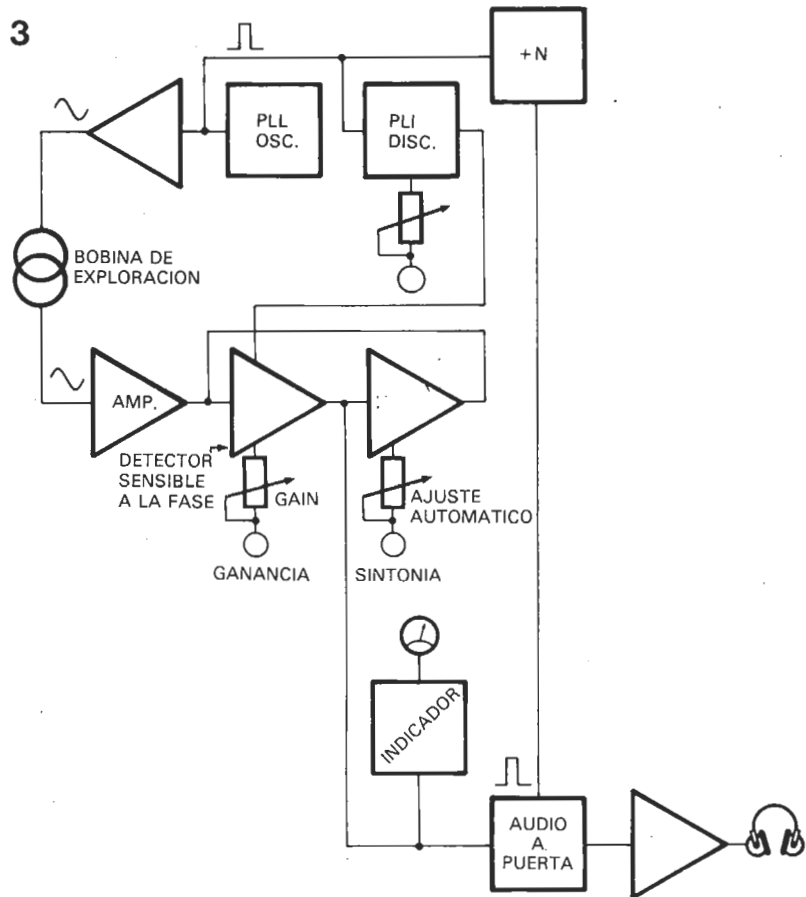 3
+N
PLL
OSC.
PLI
DISC.
BOBINA DE
EXPLORACION
AMP.
DETECTOR
SENSIBLE
A LA FASE
GAIN
GANANCIA
AJUSTE
AUTOMATICO
SINTONIA
INDICADOR
AUDIO
A
PUERTA